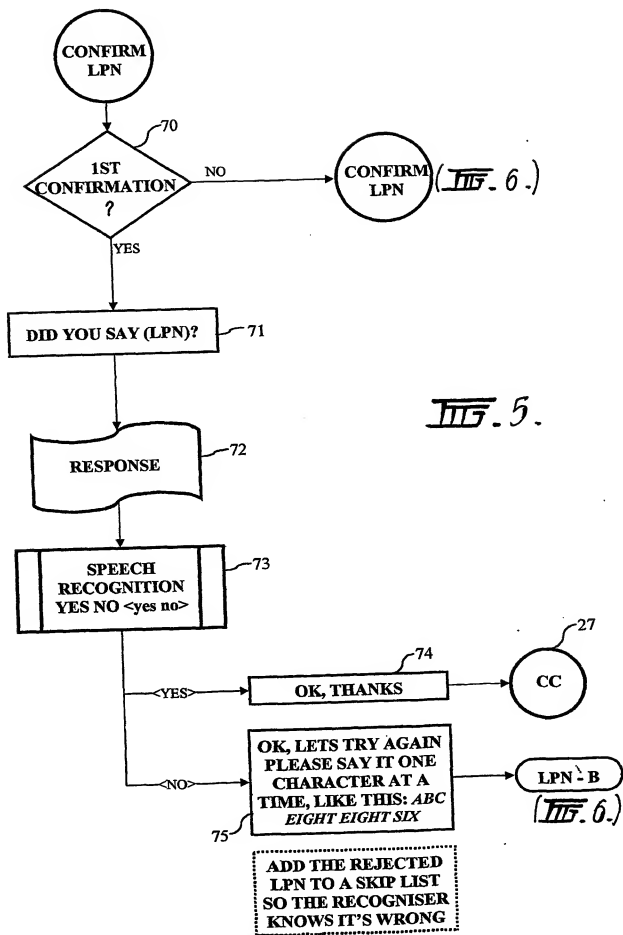 CONFIRM
LPN
70
1ST
CONFIRMATION
?
NO
CONFIRM
LPN
(FIG. 6.)
YES
DID YOU SAY (LPN)?
71
FIG. 5.
RESPONSE
72
SPEECH
RECOGNITION
YES NO <yes no>
73
<YES>
OK, THANKS
74
CC
27
<NO>
OK, LETS TRY AGAIN
PLEASE SAY IT ONE
CHARACTER AT A
TIME, LIKE THIS: ABC
EIGHT EIGHT SIX
75
LPN - B
(FIG. 6.)
ADD THE REJECTED
LPN TO A SKIP LIST
SO THE RECOGNISER
KNOWS IT'S WRONG